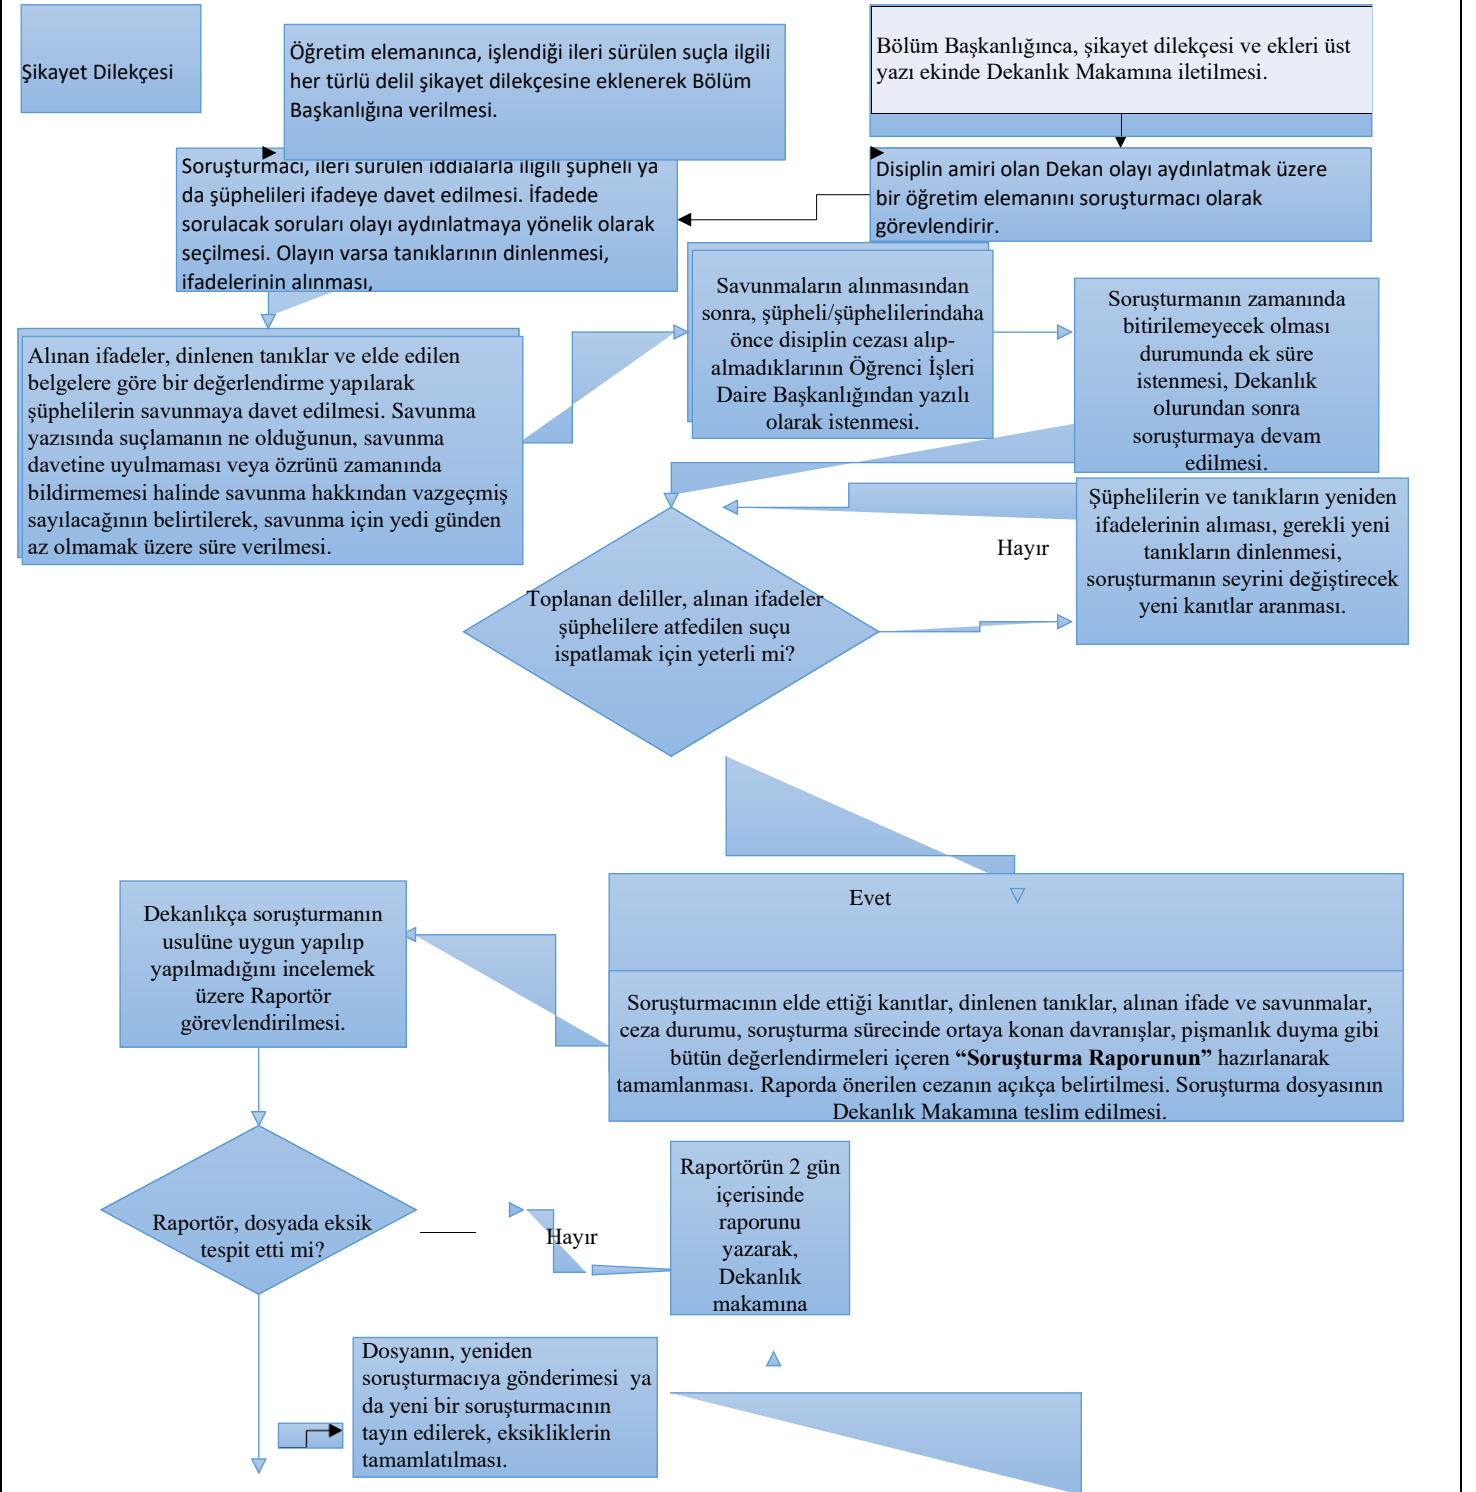 Şikayet Dilekçesi
Öğretim elemanınca, işlendiği ileri sürülen suçla ilgili
her türlü delil şikayet dilekçesine eklenerek Bölüm
Başkanlığına verilmesi.
Bölüm Başkanlığınca, şikayet dilekçesi ve ekleri üst
yazı ekinde Dekanlık Makamına iletilmesi.
Disiplin amiri olan Dekan olayı aydınlatmak üzere
bir öğretim elemanını soruşturmacı olarak
görevlendirir.
Soruşturmacı, ileri sürülen iddialarla iligili şüpheli ya
da şüphelileri ifadeye davet edilmesi. İfadede
sorulacak soruları olayı aydınlatmaya yönelik olarak
seçilmesi. Olayın varsa tanıklarının dinlenmesi,
ifadelerinin alınması,
Alınan ifadeler, dinlenen tanıklar ve elde edilen
belgelere göre bir değerlendirme yapılarak
şüphelilerin savunmaya davet edilmesi. Savunma
yazısında suçlamanın ne olduğunun, savunma
davetine uyulmaması veya özrünü zamanında
bildirmemesi halinde savunma hakkından vazgeçmiş
sayılacağının belirtilerek, savunma için yedi günden
az olmamak üzere süre verilmesi.
Savunmaların alınmasından
sonra, şüpheli/şüphelilerindaha
önce disiplin cezası alıp-
almadıklarının Öğrenci İşleri
Daire Başkanlığından yazılı
olarak istenmesi.
Soruşturmanın zamanında
bitirilemeyecek olması
durumunda ek süre
istenmesi, Dekanlık
olurundan sonra
soruşturmaya devam
edilmesi.
Şüphelilerin ve tanıkların yeniden
ifadelerinin alıması, gerekli yeni
tanıkların dinlenmesi,
soruşturmanın seyrini değiştirecek
yeni kanıtlar aranması.
Hayır
Toplanan deliller, alınan ifadeler
şüphelilere atfedilen suçu
ispatlamak için yeterli mi?
Evet
Soruşturmacının elde ettiği kanıtlar, dinlenen tanıklar, alınan ifade ve savunmalar,
ceza durumu, soruşturma sürecinde ortaya konan davranışlar, pişmanlık duyma gibi
bütün değerlendirmeleri içeren “Soruşturma Raporunun” hazırlanarak
tamamlanması. Raporda önerilen cezanın açıkça belirtilmesi. Soruşturma dosyasının
Dekanlık Makamına teslim edilmesi.
Dekanlıkça soruşturmanın
usulüne uygun yapılıp
yapılmadığını incelemek
üzere Raportör
görevlendirilmesi.
Raportör, dosyada eksik
tespit etti mi?
Hayır
Raportörün 2 gün
içerisinde
raporunu
yazarak,
Dekanlık
makamına
Dosyanın, yeniden
soruşturmacıya gönderimesi ya
da yeni bir soruşturmacının
tayin edilerek, eksikliklerin
tamamlatılması.